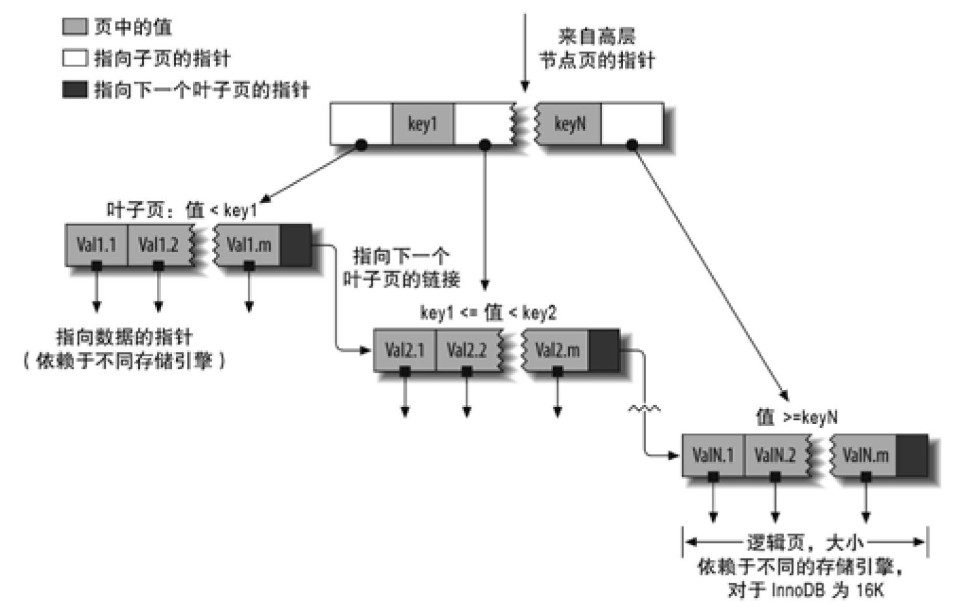 页中的值
指向子页的指针
指向下一个叶子页的指针
来自高层
节点页的指针
key1
keyN
叶子页：值 < key1
Val1.1
Val1.2
Val1.m
指向下一个
叶子页的链接
指向数据的指针
（依赖于不同存储引擎）
key1 <= 值 < key2
Val2.1
Val2.2
Val2.m
值 >=keyN
ValN.1
ValN.2
ValN.m
逻辑页，大小
依赖于不同的存储引擎，
对于 InnoDB 为 16K